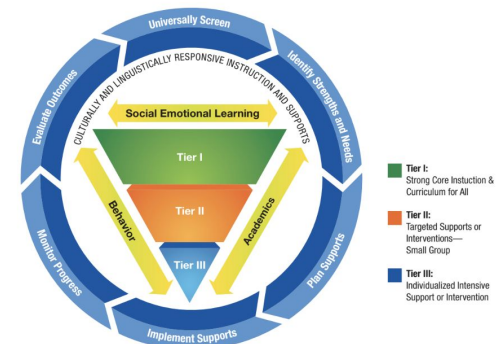 Universally Screen
Identify Strengths and Needs
Plan Supports
Implement Supports
Monitor Progress
Evaluate Outcomes
CULTURALLY AND LINGUISTICALLY RESPONSIVE INSTRUCTION AND SUPPORTS
Social Emotional Learning
Behavior
Academics
Tier I
Tier II
Tier III
Tier I:
Strong Core Instuction &
Curriculum for All
Tier II:
Targeted Supports or
Interventions—
Small Group
Tier III:
Individualized Intensive
Support or Intervention